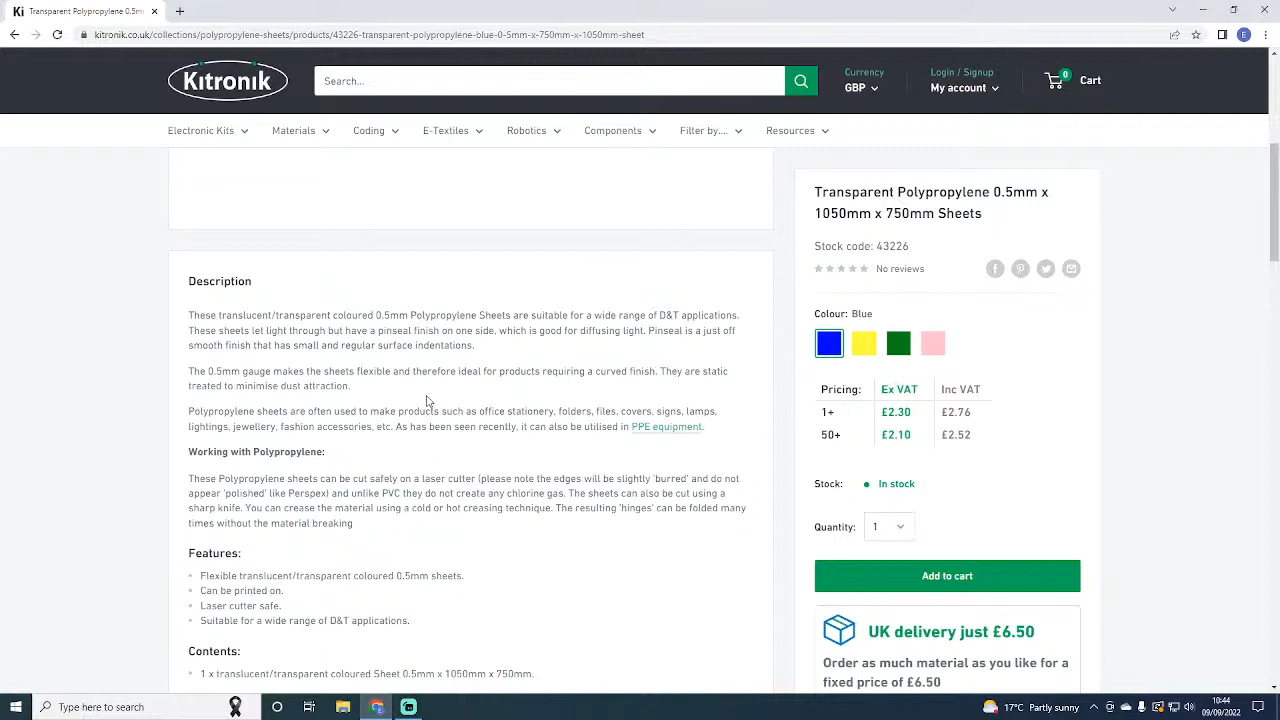 Ki Transparent Polypropylene 0.5m
kitronik.co.uk/collections/polypropylene-sheets/products/43226-transparent-polypropylene-blue-0-5mm-x-750mm-x-1050mm-sheet
E
Kitronik
Search...
Currency
GBP
Login / Signup
My account
0
Cart
Electronic Kits
Materials
Coding
E-Textiles
Robotics
Components
Filter by....
Resources
Description
These translucent/transparent coloured 0.5mm Polypropylene Sheets are suitable for a wide range of D&T applications.
These sheets let light through but have a pinseal finish on one side, which is good for diffusing light. Pinseal is a just off
smooth finish that has small and regular surface indentations.
The 0.5mm gauge makes the sheets flexible and therefore ideal for products requiring a curved finish. They are static
treated to minimise dust attraction.
Polypropylene sheets are often used to make products such as office stationery, folders, files, covers, signs, lamps,
lightings, jewellery, fashion accessories, etc. As has been seen recently, it can also be utilised in PPE equipment.
Working with Polypropylene:
These Polypropylene sheets can be cut safely on a laser cutter (please note the edges will be slightly 'burred' and do not
appear 'polished' like Perspex) and unlike PVC they do not create any chlorine gas. The sheets can also be cut using a
sharp knife. You can crease the material using a cold or hot creasing technique. The resulting 'hinges' can be folded many
times without the material breaking
Features:
Flexible translucent/transparent coloured 0.5mm sheets.
Can be printed on.
Laser cutter safe.
Suitable for a wide range of D&T applications.
Contents:
1 x translucent/transparent coloured Sheet 0.5mm x 1050mm x 750mm.
Transparent Polypropylene 0.5mm x
1050mm x 750mm Sheets
Stock code: 43226
No reviews
Colour: Blue
Pricing: Ex VAT Inc VAT
1+ £2.30 £2.76
50+ £2.10 £2.52
Stock: In stock
Quantity: 1
Add to cart
UK delivery just £6.50
Order as much material as you like for a
fixed price of £6.50
Type here to search
17°C Partly sunny
10:44
09/09/2022